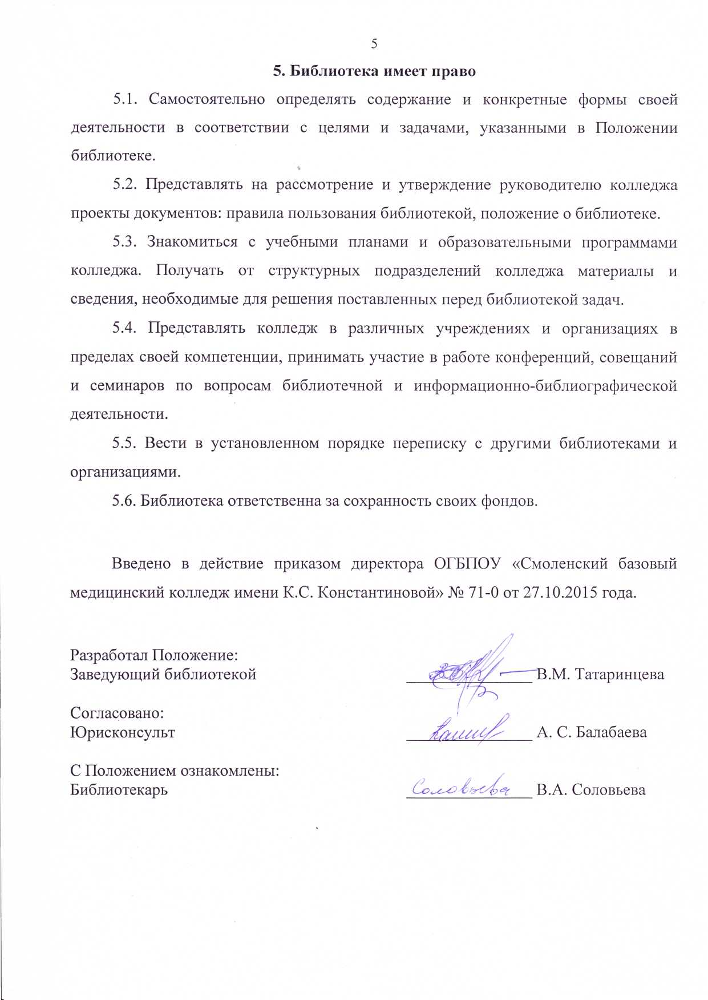 5
5. Библиотека имеет право
5.1. Самостоятельно определять содержание и конкретные формы своей
деятельности в соответствии с целями и задачами, указанными в Положении
библиотеке.
5.2. Представлять на рассмотрение и утверждение руководителю колледжа
проекты документов: правила пользования библиотекой, положение о библиотеке.
5.3. Знакомиться с учебными планами и образовательными программами
колледжа. Получать от структурных подразделений колледжа материалы и
сведения, необходимые для решения поставленных перед библиотекой задач.
5.4. Представлять колледж в различных учреждениях и организациях в
пределах своей компетенции, принимать участие в работе конференций, совещаний
и семинаров по вопросам библиотечной и информационно-библиографической
деятельности.
5.5. Вести в установленном порядке переписку с другими библиотеками и
организациями.
5.6. Библиотека ответственна за сохранность своих фондов.
Введено в действие приказом директора ОГБПОУ «Смоленский базовый
медицинский колледж имени К.С. Константиновой» № 71-0 от 27.10.2015 года.
Разработал Положение:
Заведующий библиотекой В.М. Татаринцева
Согласовано:
Юрисконсульт А. С. Балабаева
С Положением ознакомлены:
Библиотекарь Соловьева В.А. Соловьева